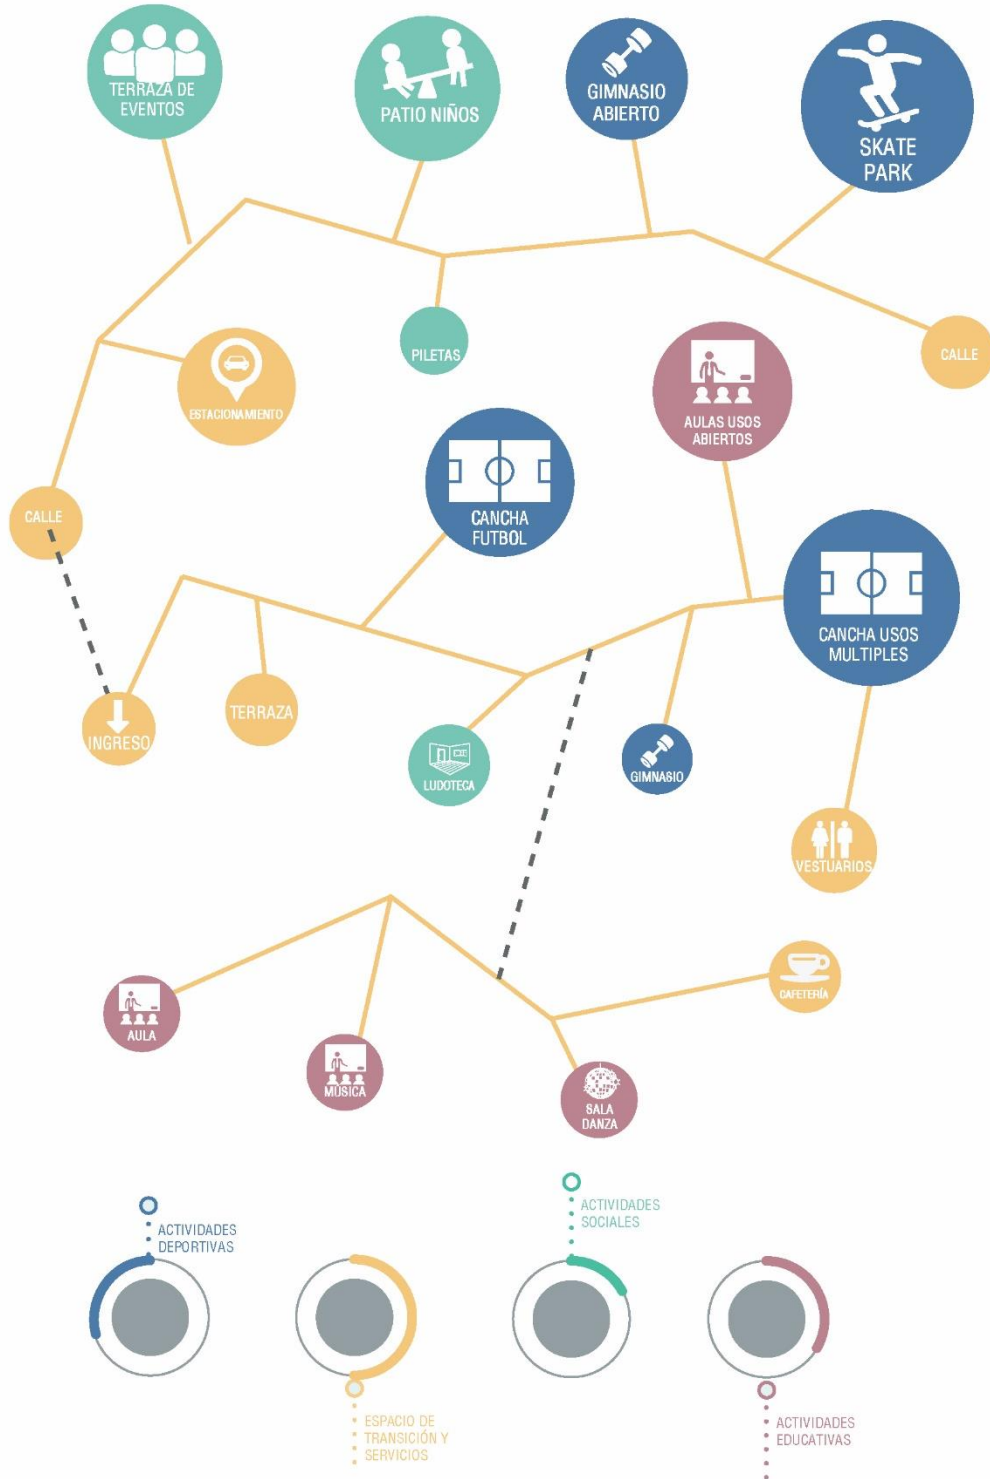 TERRAZA DE
EVENTOS
PATIO NIÑOS
GIMNASIO
ABIERTO
SKATE
PARK
PILETAS
CALLE
ESTACIONAMIENTO
AULAS USOS
ABIERTOS
CALLE
CANCHA
FUTBOL
CANCHA USOS
MULTIPLES
INGRESO
TERRAZA
LUDOTECA
GIMNASIO
VESTUARIOS
AULA
MÚSICA
SALA
DANZA
CAFETERÍA
ACTIVIDADES
DEPORTIVAS
ACTIVIDADES
SOCIALES
ESPACIO DE
TRANSICIÓN Y
SERVICIOS
ACTIVIDADES
EDUCATIVAS